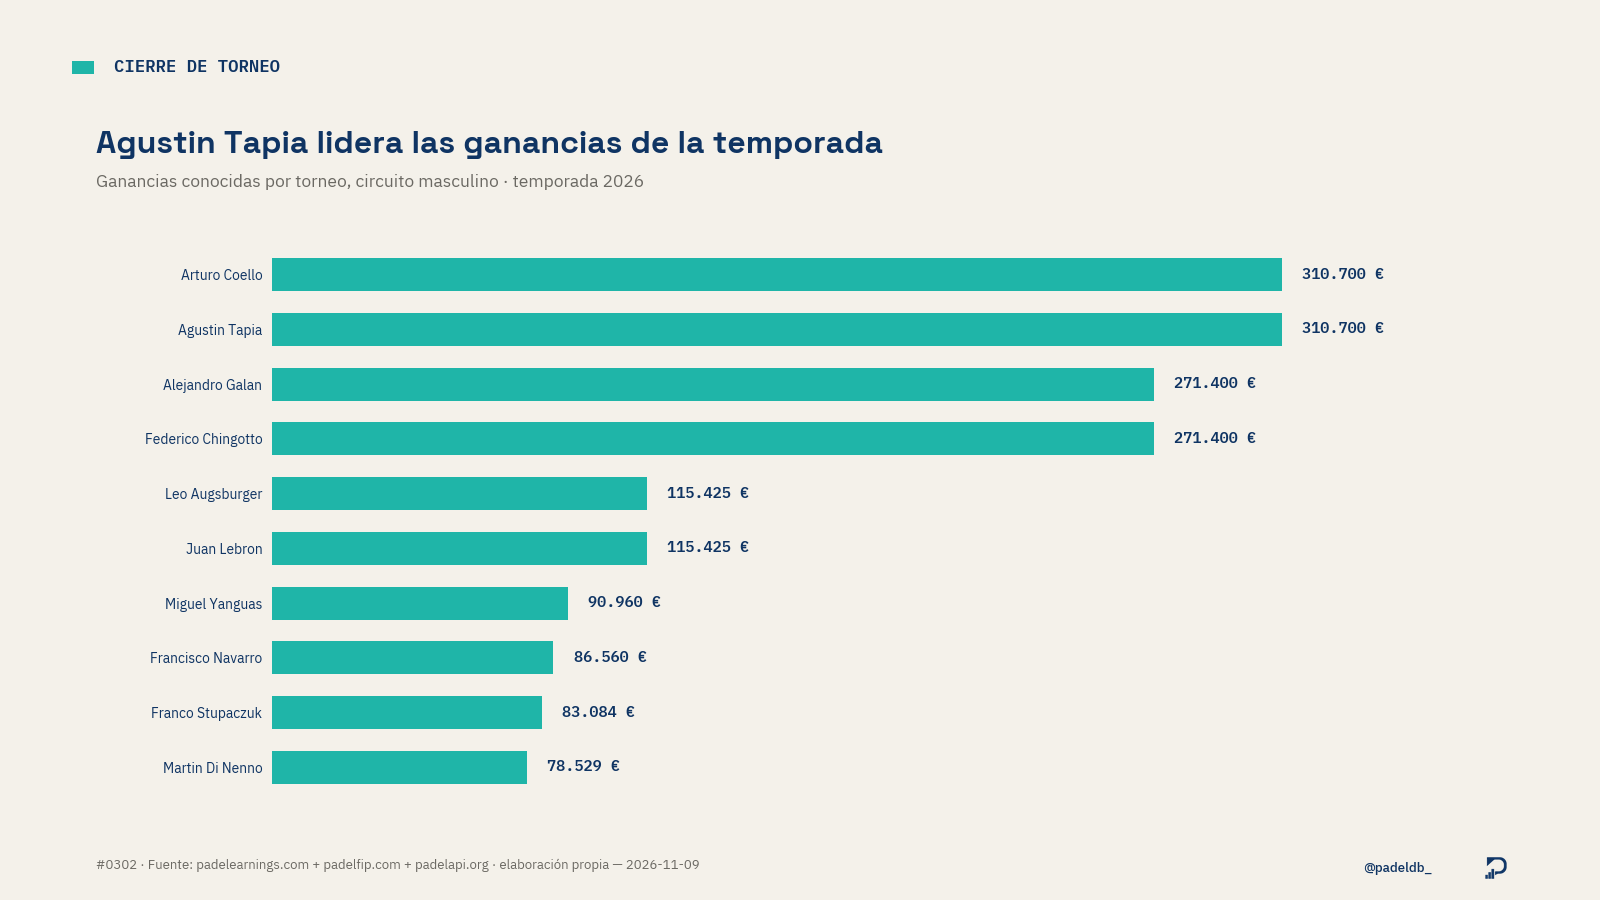 CIERRE DE TORNEO
Agustin Tapia lidera las ganancias de la temporada
Ganancias conocidas por torneo, circuito masculino · temporada 2026
Arturo Coello 310.700 €
Agustin Tapia 310.700 €
Alejandro Galan 271.400 €
Federico Chingotto 271.400 €
Leo Augsburger 115.425 €
Juan Lebron 115.425 €
Miguel Yanguas 90.960 €
Francisco Navarro 86.560 €
Franco Stupaczuk 83.084 €
Martin Di Nenno 78.529 €
#0302 · Fuente: padelearnings.com + padelfip.com + padelapi.org · elaboración propia — 2026-11-09
@padeldb_